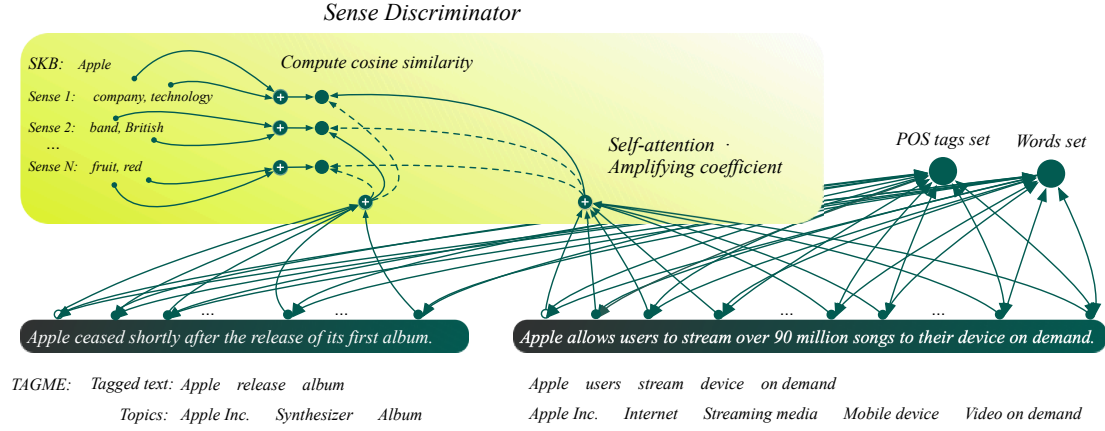 Sense Discriminator
SKB: Apple
Compute cosine similarity
Sense 1: company, technology
Sense 2: band, British
...
Sense N: fruit, red
Self-attention ·
Amplifying coefficient
POS tags set
Words set
... ... ... ...
Apple ceased shortly after the release of its first album.
Apple allows users to stream over 90 million songs to their device on demand.
TAGME: Tagged text: Apple release album
Apple users stream device on demand
Topics: Apple Inc. Synthesizer Album
Apple Inc. Internet Streaming media Mobile device Video on demand